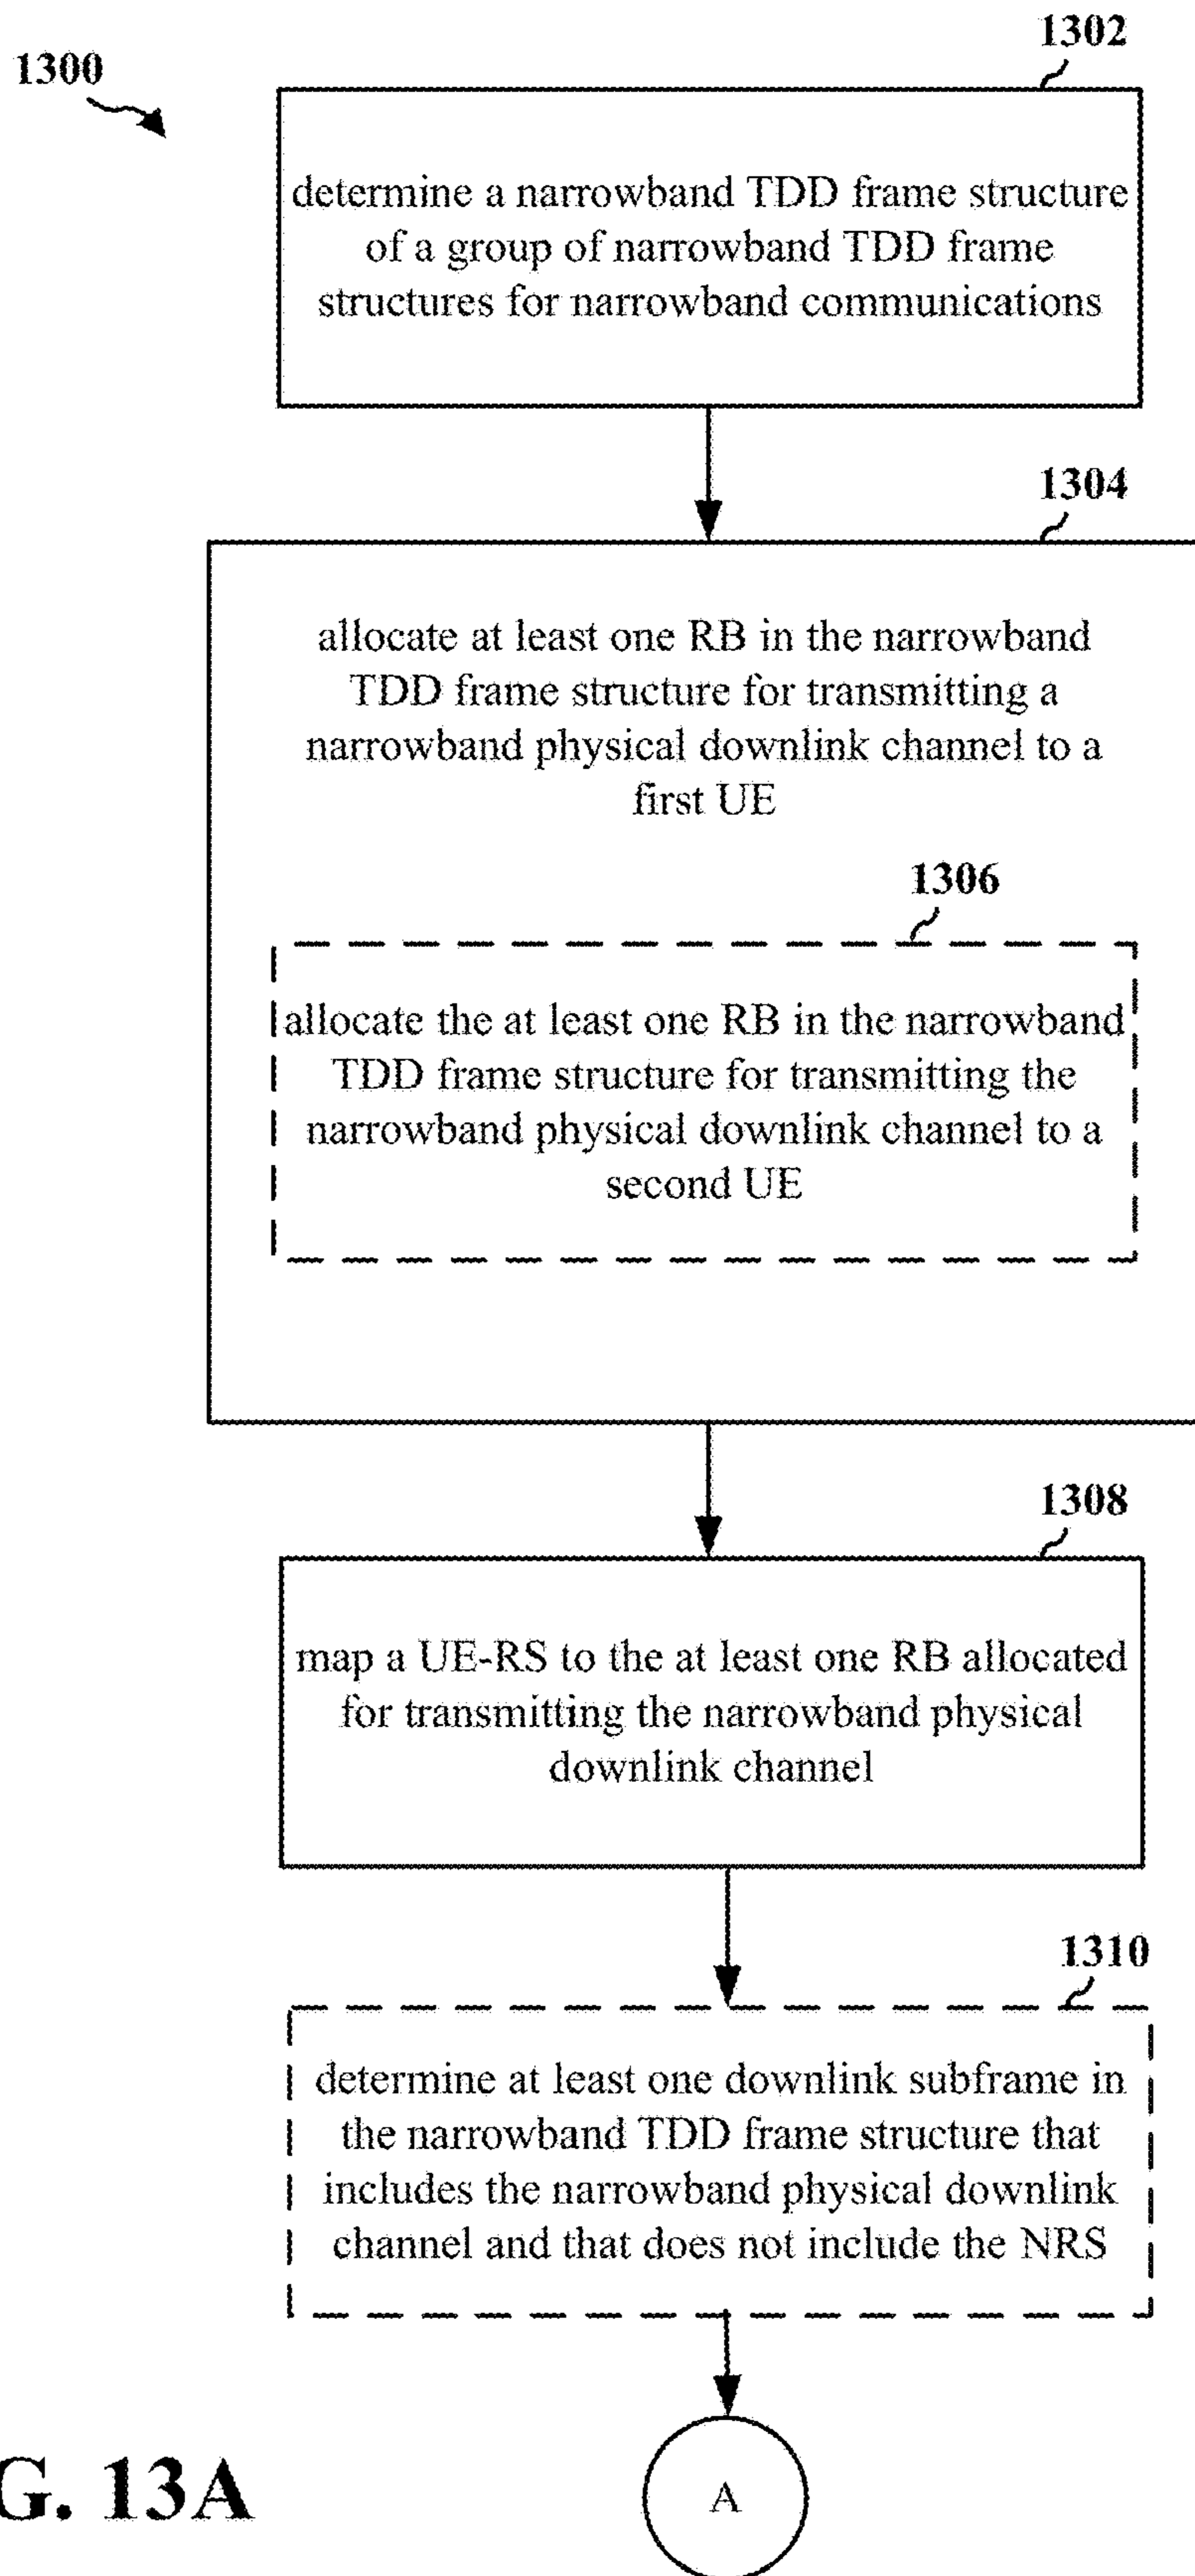 1300
1302
determine a narrowband TDD frame structure
of a group of narrowband TDD frame
structures for narrowband communications
1304
allocate at least one RB in the narrowband
TDD frame structure for transmitting a
narrowband physical downlink channel to a
first UE
1306
allocate the at least one RB in the narrowband
TDD frame structure for transmitting the
narrowband physical downlink channel to a
second UE
1308
map a UE-RS to the at least one RB allocated
for transmitting the narrowband physical
downlink channel
1310
determine at least one downlink subframe in
the narrowband TDD frame structure that
includes the narrowband physical downlink
channel and that does not include the NRS
A
G. 13A